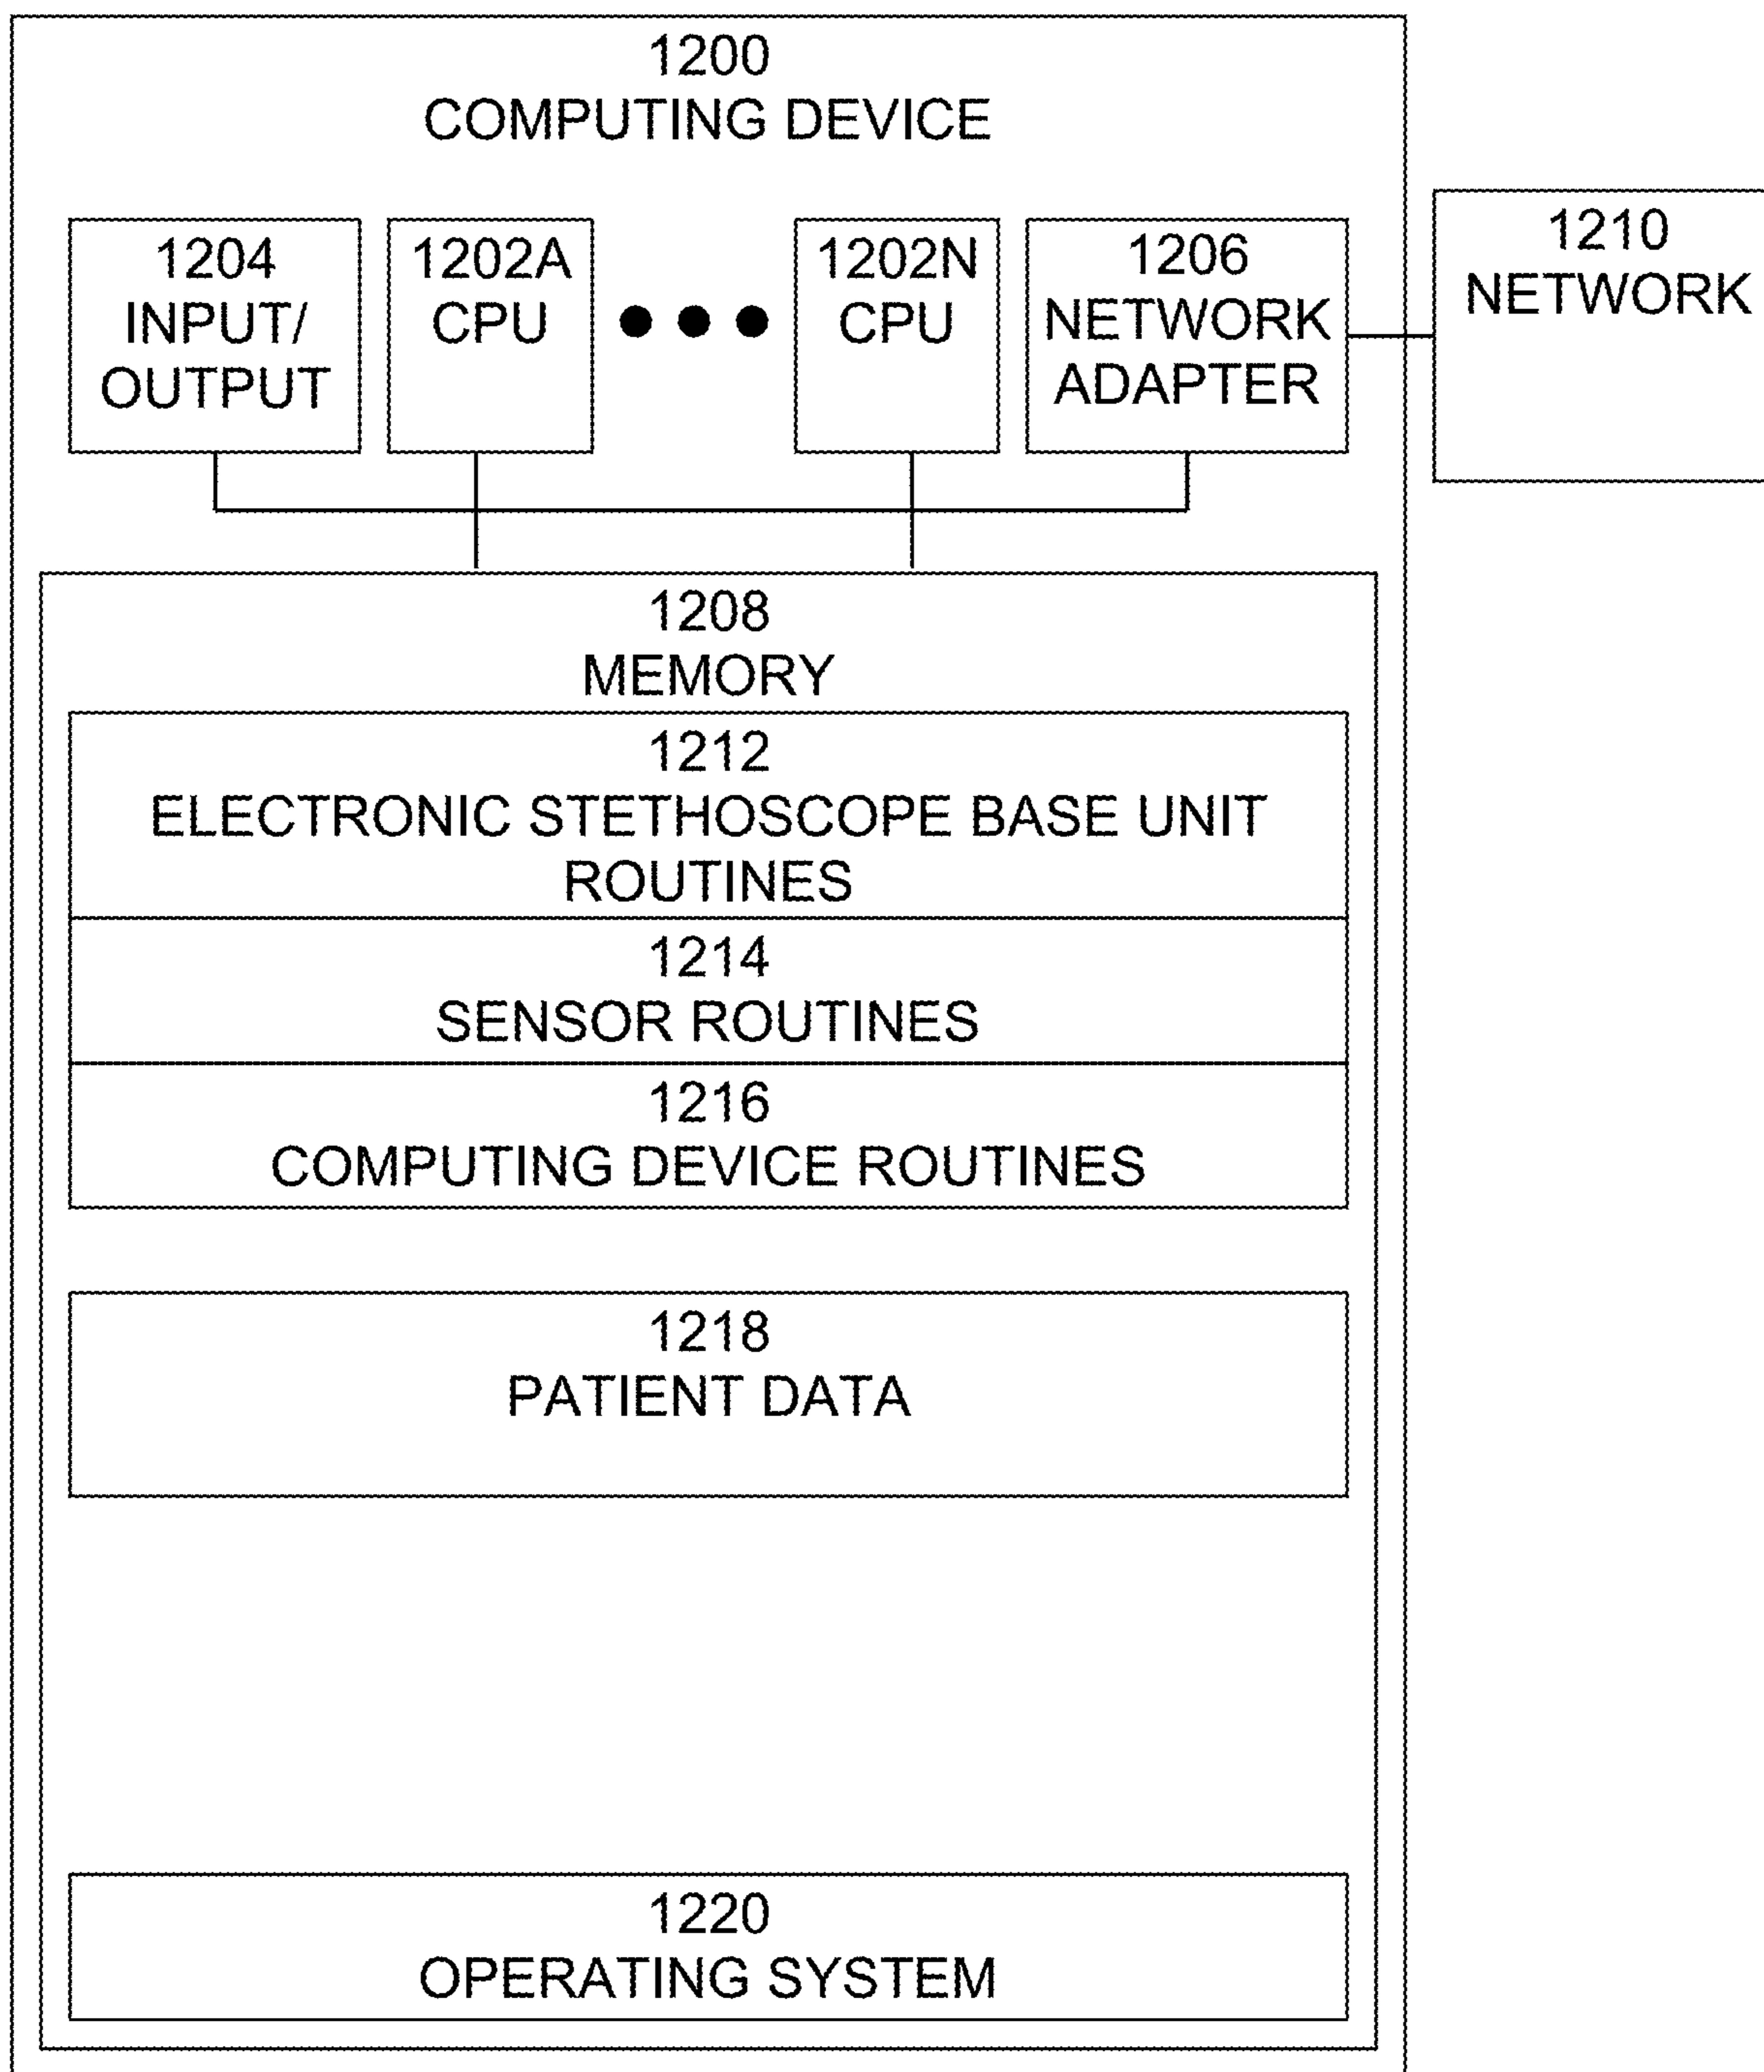 1200
COMPUTING DEVICE
1204
INPUT/
OUTPUT
1202A
CPU
1202N
CPU
1206
NETWORK
ADAPTER
1210
NETWORK
1208
MEMORY
1212
ELECTRONIC STETHOSCOPE BASE UNIT
ROUTINES
1214
SENSOR ROUTINES
1216
COMPUTING DEVICE ROUTINES
1218
PATIENT DATA
1220
OPERATING SYSTEM